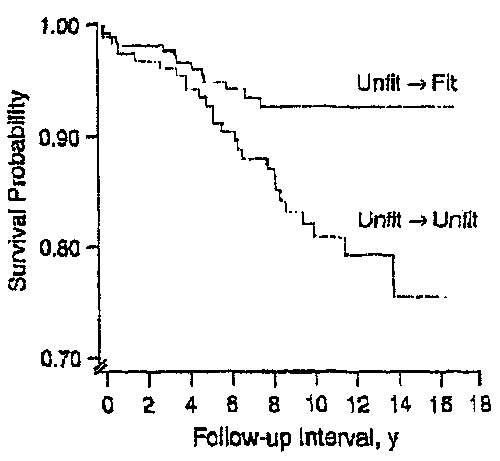 1.00
Unfit → Fit
0.90
Survival Probability
Unfit → Unfit
0.80
0.70
0 2 4 6 8 10 12 14 16 18
Follow-up Interval, y